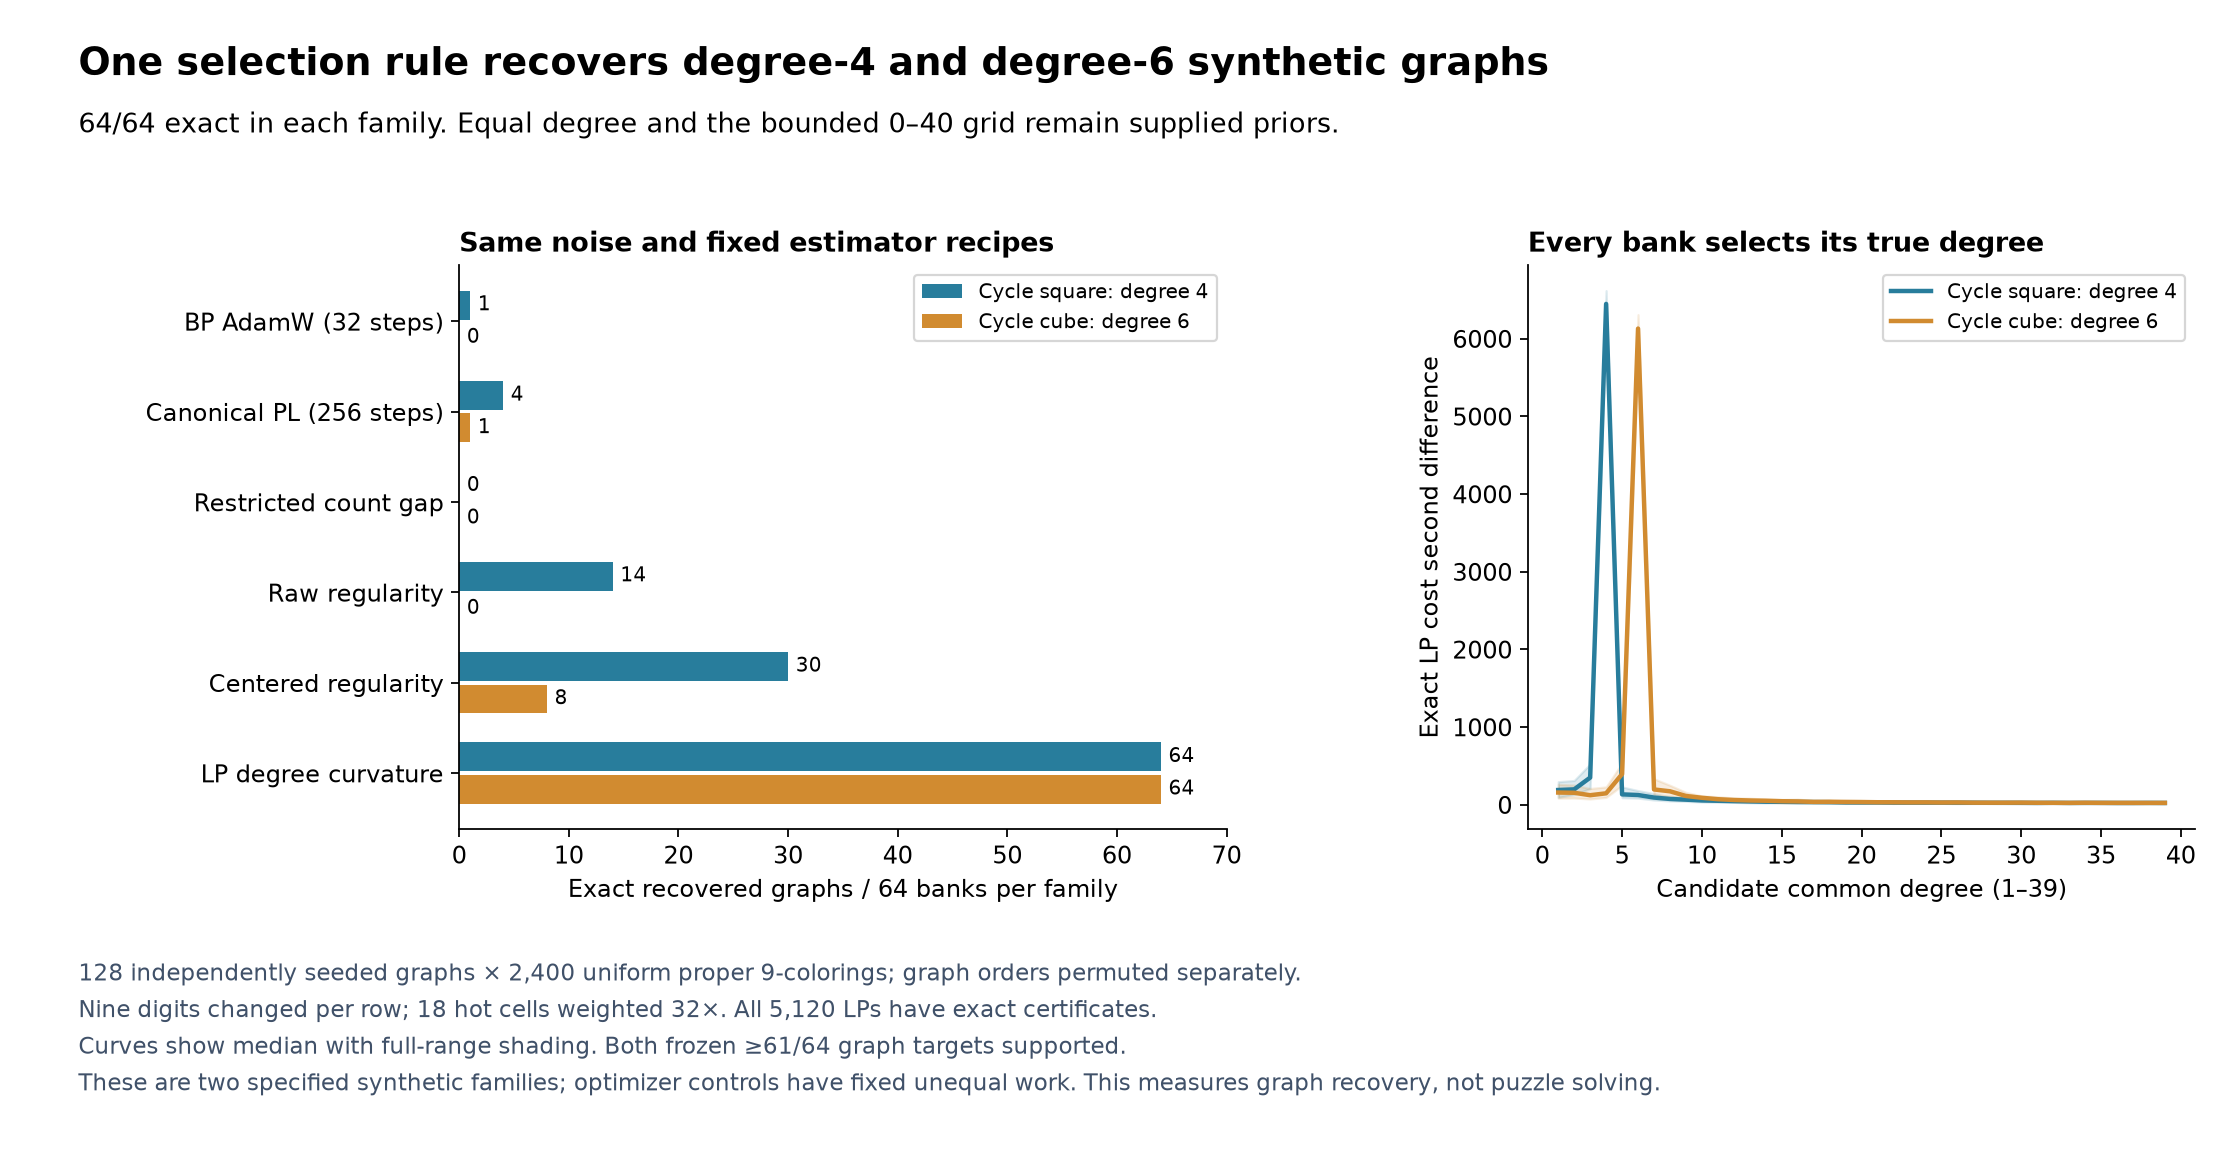 One selection rule recovers degree-4 and degree-6 synthetic graphs
64/64 exact in each family. Equal degree and the bounded 0–40 grid remain supplied priors.
Same noise and fixed estimator recipes
Cycle square: degree 4
Cycle cube: degree 6
BP AdamW (32 steps)
1
0
Canonical PL (256 steps)
4
1
Restricted count gap
0
0
Raw regularity
14
0
Centered regularity
30
8
LP degree curvature
64
64
0 10 20 30 40 50 60 70
Exact recovered graphs / 64 banks per family
Every bank selects its true degree
Cycle square: degree 4
Cycle cube: degree 6
Exact LP cost second difference
6000
5000
4000
3000
2000
1000
0
0 5 10 15 20 25 30 35 40
Candidate common degree (1–39)
128 independently seeded graphs × 2,400 uniform proper 9-colorings; graph orders permuted separately.
Nine digits changed per row; 18 hot cells weighted 32×. All 5,120 LPs have exact certificates.
Curves show median with full-range shading. Both frozen ≥61/64 graph targets supported.
These are two specified synthetic families; optimizer controls have fixed unequal work. This measures graph recovery, not puzzle solving.